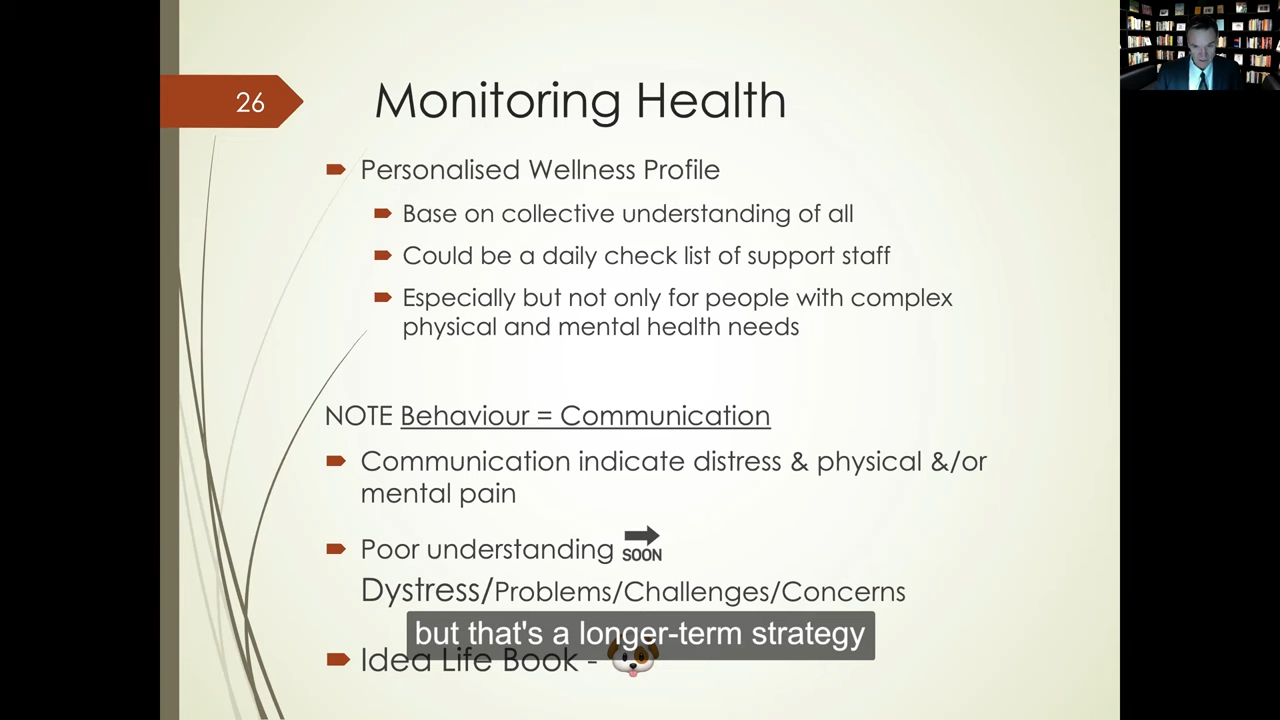 26
Monitoring Health
Personalised Wellness Profile
Base on collective understanding of all
Could be a daily check list of support staff
Especially but not only for people with complex
physical and mental health needs
NOTE Behaviour = Communication
Communication indicate distress & physical &/or
mental pain
Poor understanding SOON
Dystress/Problems/Challenges/Concerns
but that's a longer-term strategy
Idea Life Book -